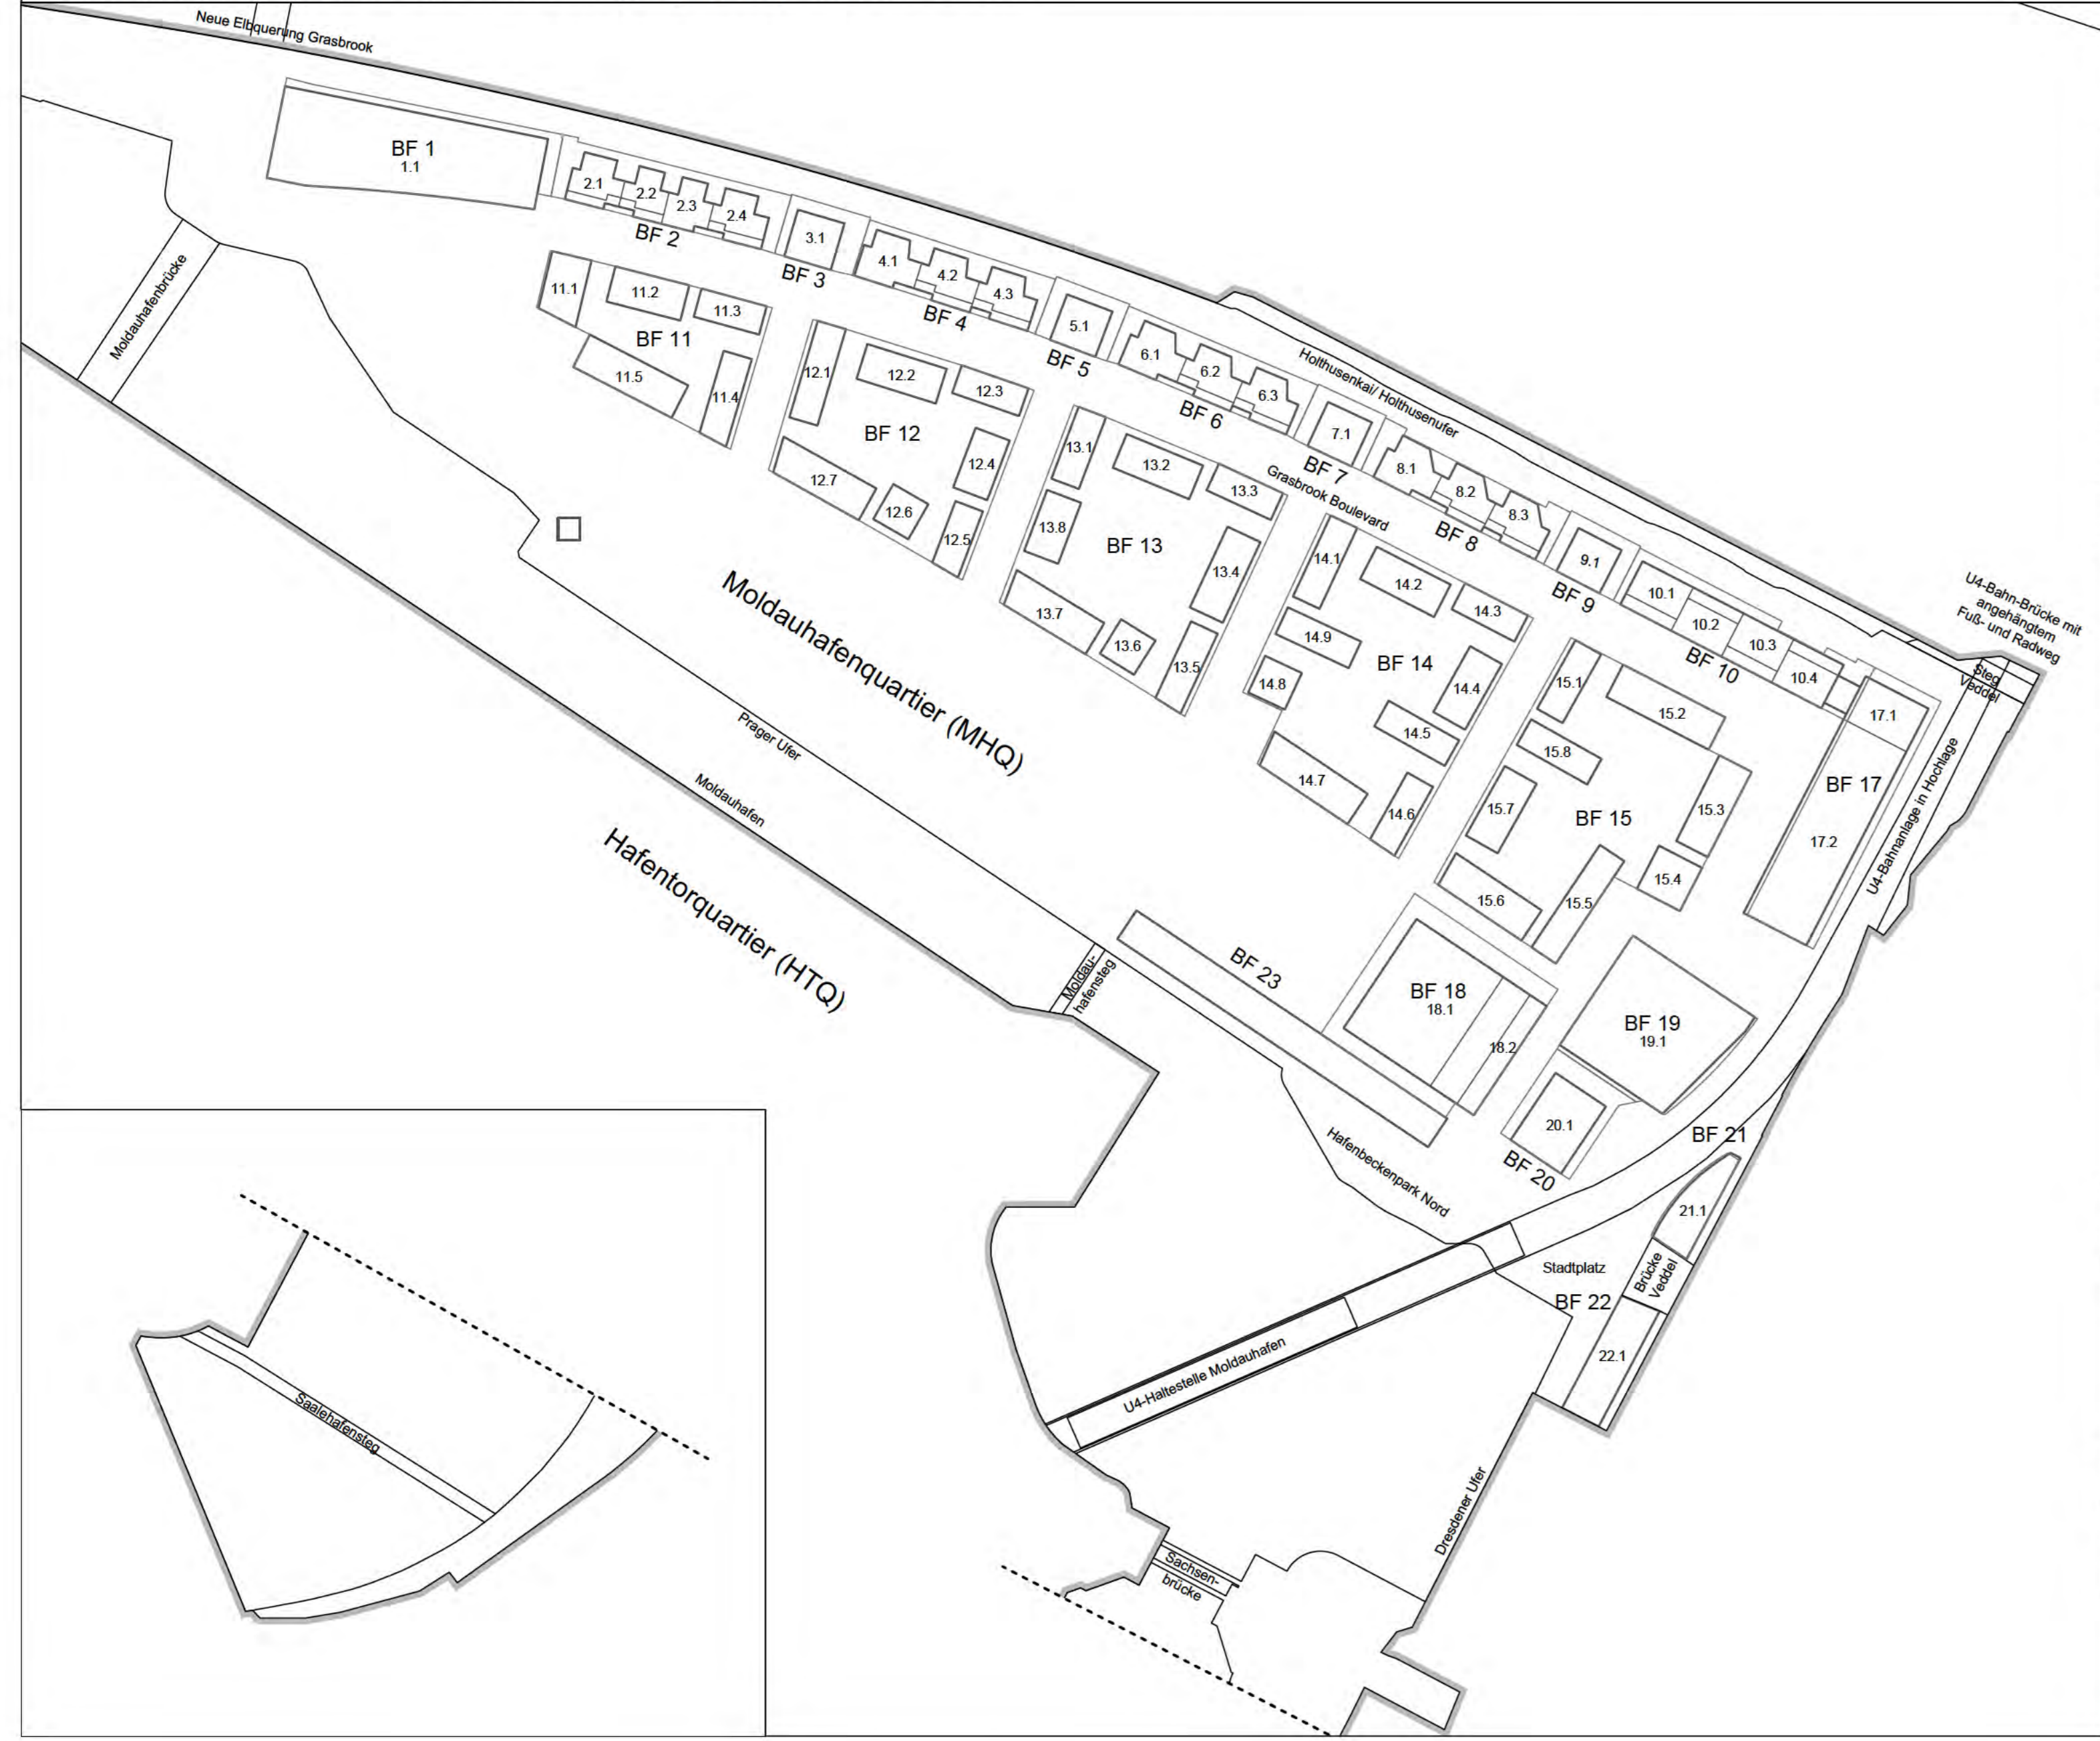 Neue Elbquerung Grasbrook
BF 1
1.1
2.1
2.2
2.3
2.4
BF 2
3.1
BF 3
4.1
4.2
4.3
BF 4
5.1
BF 5
6.1
6.2
6.3
BF 6
Holthusenkai/ Holthusenufer
7.1
BF 7
Grasbrook Boulevard
8.1
8.2
8.3
BF 8
9.1
BF 9
10.1
10.2
10.3
10.4
BF 10
U4-Bahn-Brücke mit
angehängtem
Fuß- und Radweg
Steg
Veddel
Moldauhafenbrücke
11.1
11.2
11.3
BF 11
11.5
11.4
12.1
12.2
12.3
BF 12
12.4
12.7
12.6
12.5
13.1
13.2
13.3
13.8
BF 13
13.4
13.7
13.6
13.5
14.1
14.2
14.3
14.9
BF 14
14.8
14.4
14.5
14.7
14.6
15.1
15.2
15.8
15.7
BF 15
15.3
15.4
15.6
15.5
17.1
BF 17
17.2
U4-Bahnanlage in Hochlage
Moldauhafenquartier (MHQ)
Prager Ufer
Moldauhafen
Hafentorquartier (HTQ)
Moldau-
hafensteg
BF 23
BF 18
18.1
18.2
BF 19
19.1
20.1
BF 20
BF 21
21.1
Hafenbeckenpark Nord
Stadtplatz
Brücke
Veddel
BF 22
22.1
U4-Haltestelle Moldauhafen
Dresdener Ufer
Sachsen-
brücke
Saalehafensteg